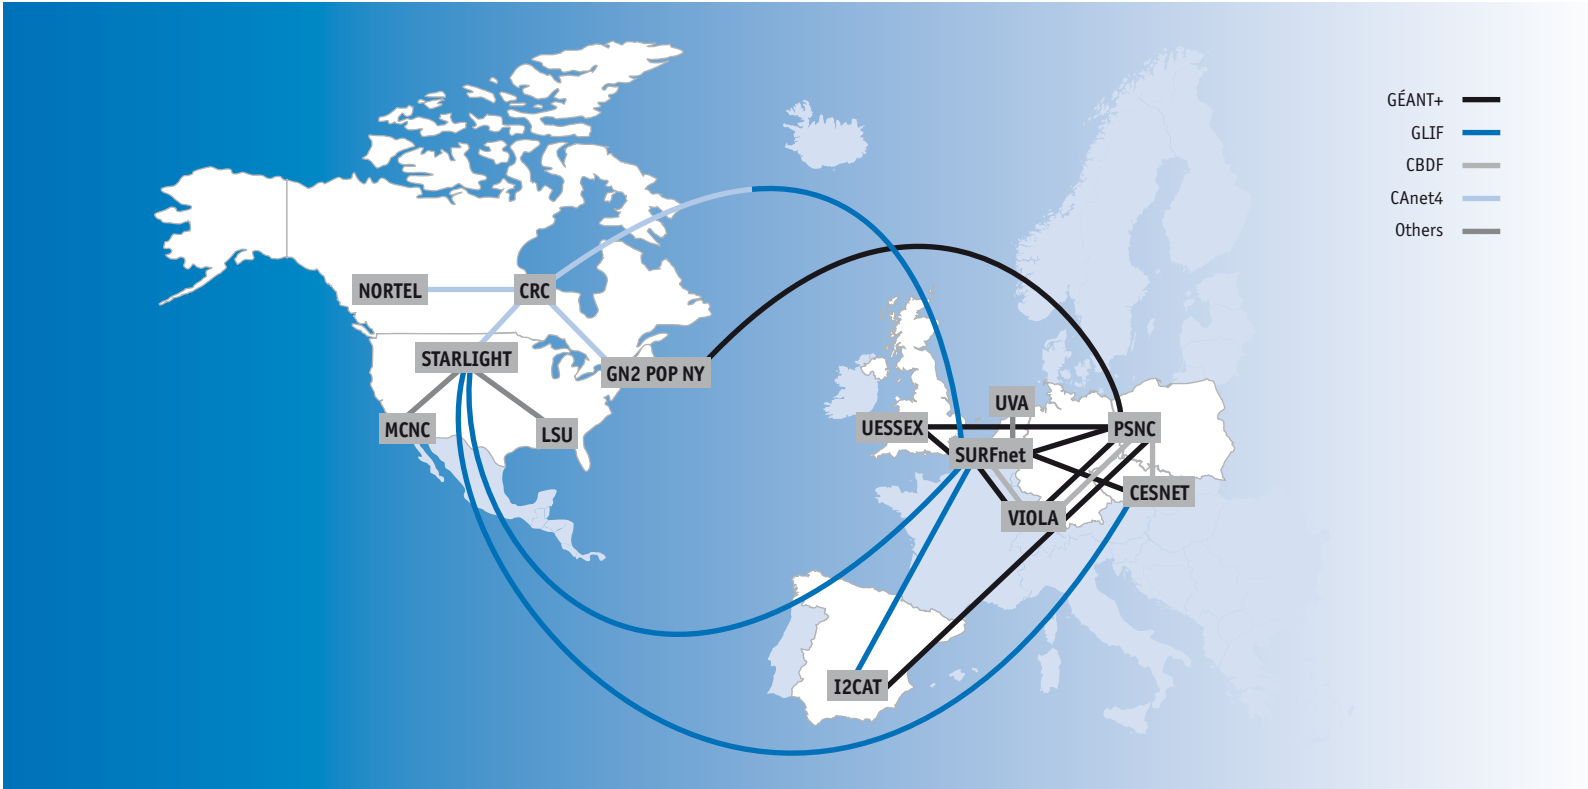 GÉANT+
GLIF
CBDF
CAnet4
Others
NORTEL
CRC
STARLIGHT
GN2 POP NY
MCNC
LSU
UVA
UESSEX
PSNC
SURFnet
CESNET
VIOLA
I2CAT